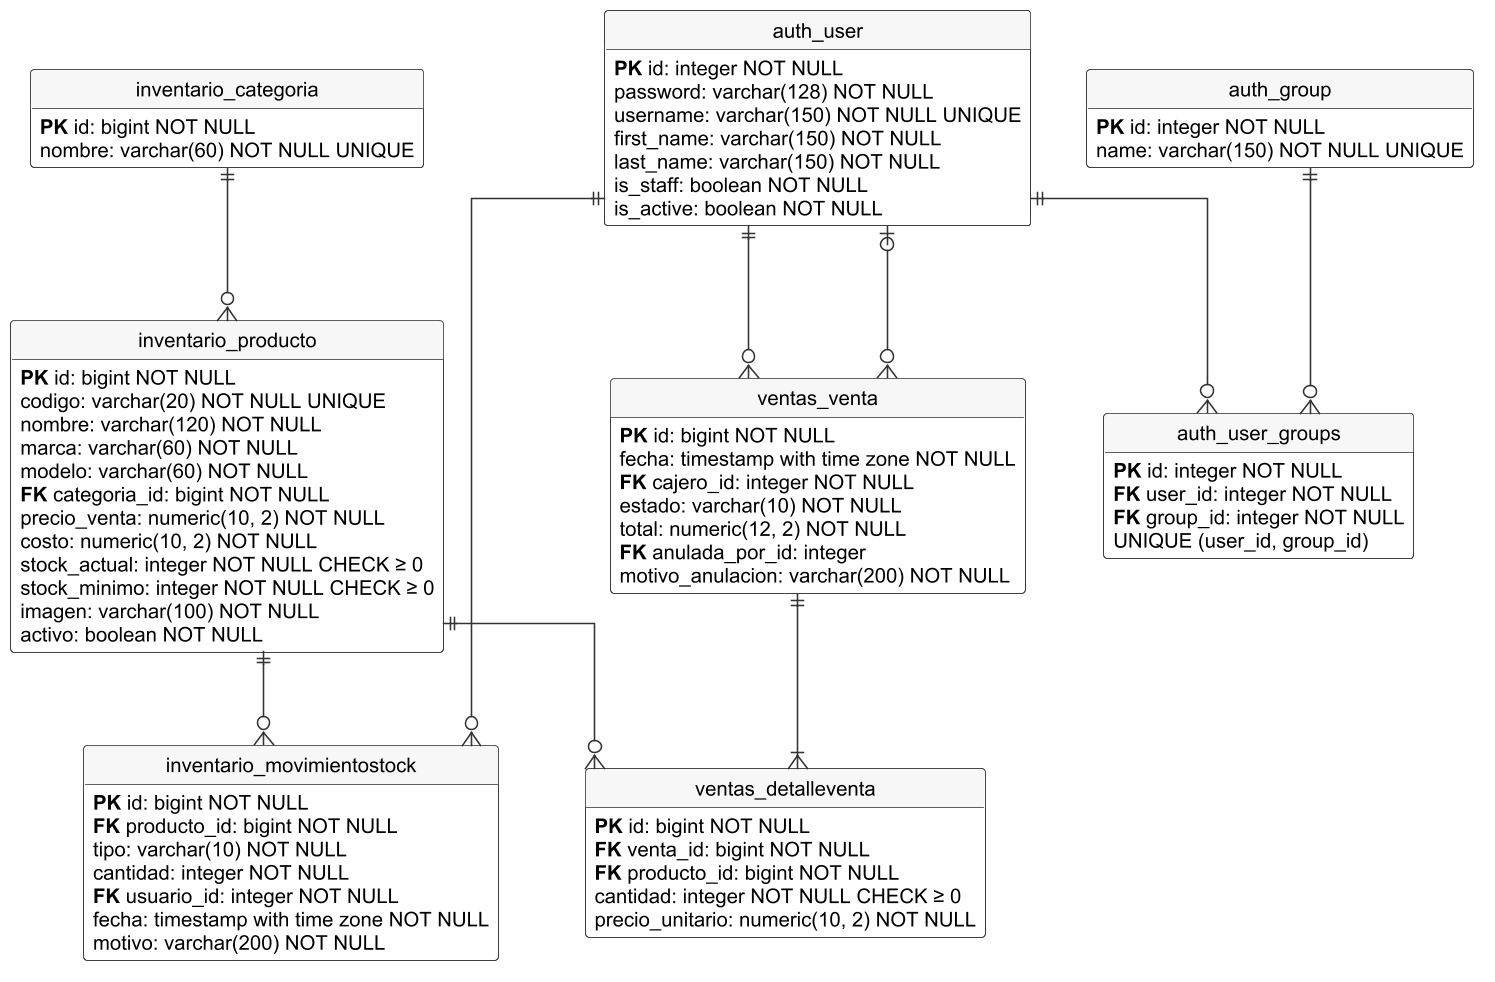 auth_user
PK id: integer NOT NULL
password: varchar(128) NOT NULL
username: varchar(150) NOT NULL UNIQUE
first_name: varchar(150) NOT NULL
last_name: varchar(150) NOT NULL
is_staff: boolean NOT NULL
is_active: boolean NOT NULL
inventario_categoria
PK id: bigint NOT NULL
nombre: varchar(60) NOT NULL UNIQUE
auth_group
PK id: integer NOT NULL
name: varchar(150) NOT NULL UNIQUE
inventario_producto
PK id: bigint NOT NULL
codigo: varchar(20) NOT NULL UNIQUE
nombre: varchar(120) NOT NULL
marca: varchar(60) NOT NULL
modelo: varchar(60) NOT NULL
FK categoria_id: bigint NOT NULL
precio_venta: numeric(10, 2) NOT NULL
costo: numeric(10, 2) NOT NULL
stock_actual: integer NOT NULL CHECK ≥ 0
stock_minimo: integer NOT NULL CHECK ≥ 0
imagen: varchar(100) NOT NULL
activo: boolean NOT NULL
ventas_venta
PK id: bigint NOT NULL
fecha: timestamp with time zone NOT NULL
FK cajero_id: integer NOT NULL
estado: varchar(10) NOT NULL
total: numeric(12, 2) NOT NULL
FK anulada_por_id: integer
motivo_anulacion: varchar(200) NOT NULL
auth_user_groups
PK id: integer NOT NULL
FK user_id: integer NOT NULL
FK group_id: integer NOT NULL
UNIQUE (user_id, group_id)
inventario_movimientostock
PK id: bigint NOT NULL
FK producto_id: bigint NOT NULL
tipo: varchar(10) NOT NULL
cantidad: integer NOT NULL
FK usuario_id: integer NOT NULL
fecha: timestamp with time zone NOT NULL
motivo: varchar(200) NOT NULL
ventas_detalleventa
PK id: bigint NOT NULL
FK venta_id: bigint NOT NULL
FK producto_id: bigint NOT NULL
cantidad: integer NOT NULL CHECK ≥ 0
precio_unitario: numeric(10, 2) NOT NULL